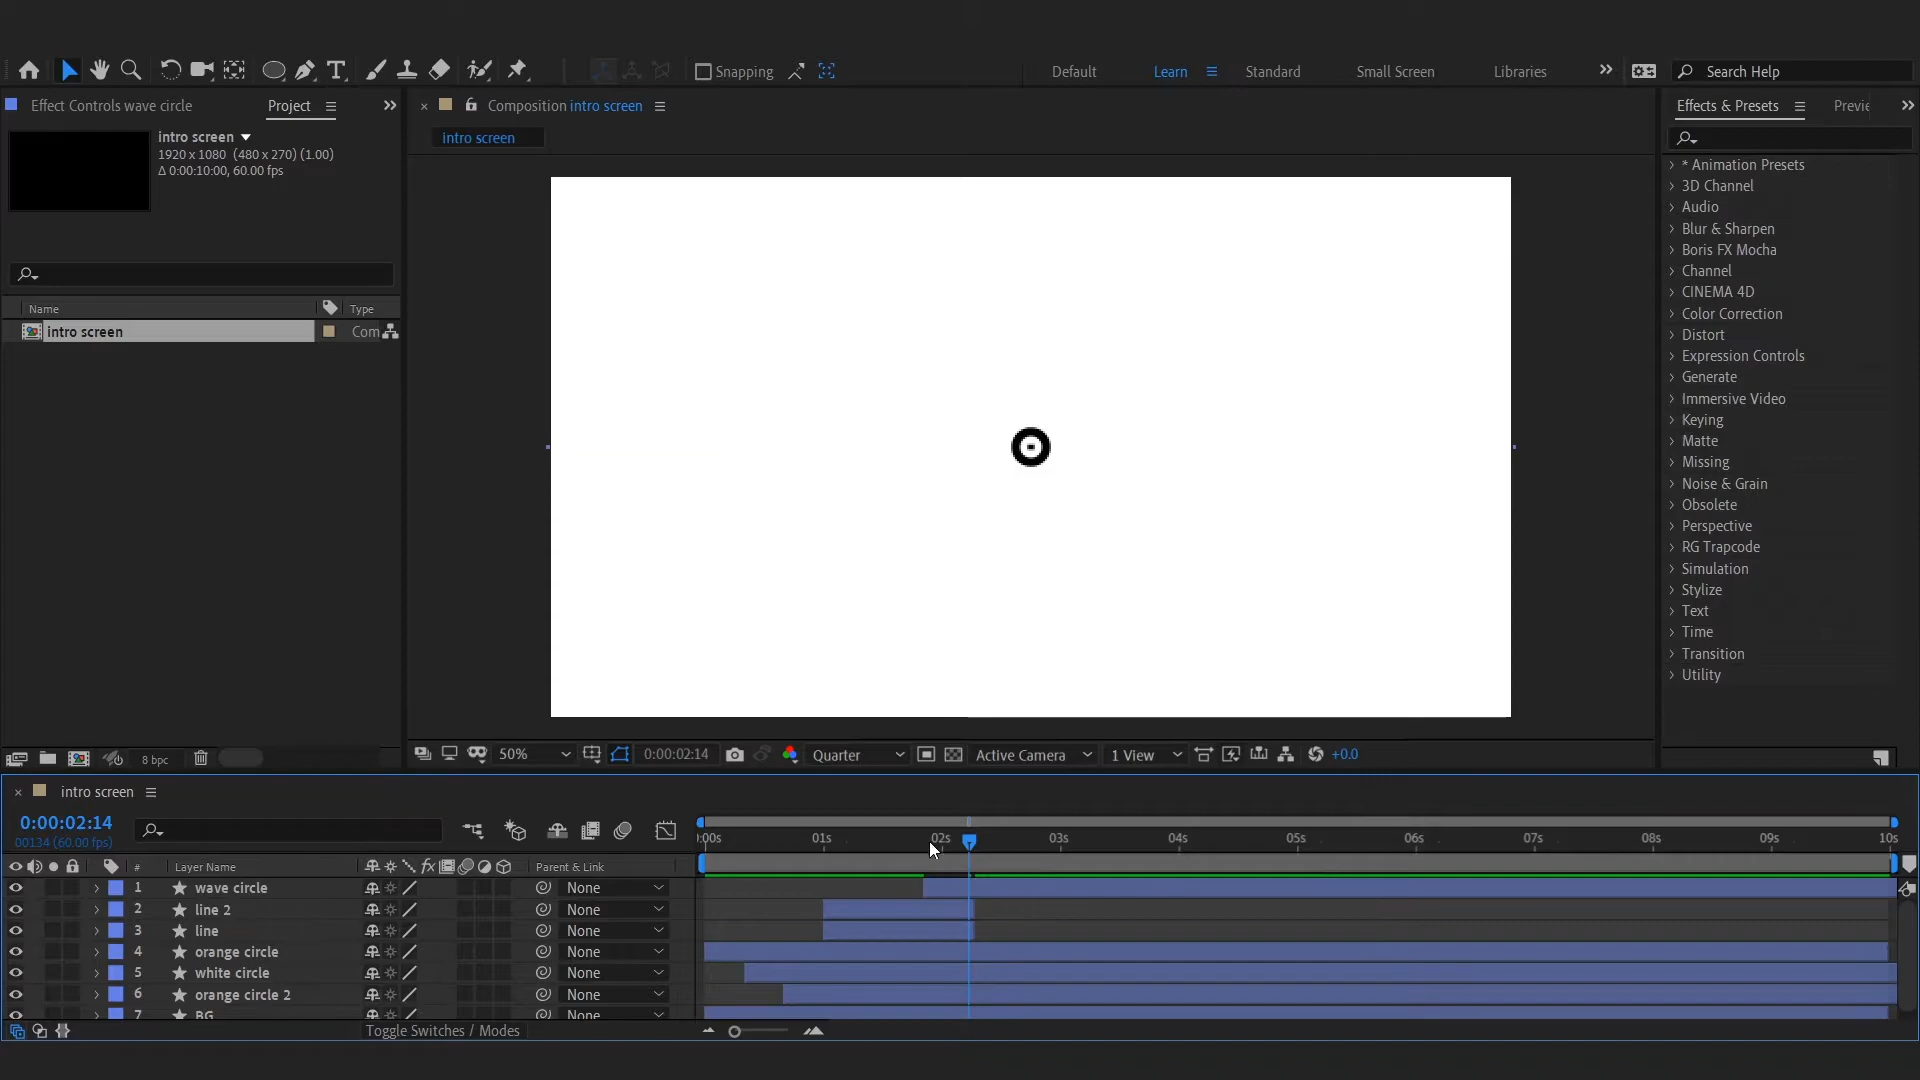 Snapping
Default
Learn
Standard
Small Screen
Libraries
Search Help
Effect Controls wave circle
Project
Composition intro screen
Effects & Presets
Previe
intro screen
1920 x 1080 (480 x 270) (1.00)
Δ 0:00:10:00, 60.00 fps
intro screen
* Animation Presets
3D Channel
Audio
Blur & Sharpen
Boris FX Mocha
Channel
CINEMA 4D
Color Correction
Distort
Expression Controls
Generate
Immersive Video
Keying
Matte
Missing
Noise & Grain
Obsolete
Perspective
RG Trapcode
Simulation
Stylize
Text
Time
Transition
Utility
Name
Type
intro screen
Com
8 bpc
50%
0:00:02:14
Quarter
Active Camera
1 View
+0.0
intro screen
0:00:02:14
00134 (60.00 fps)
:00s 01s 02s 03s 04s 05s 06s 07s 08s 09s 10s
# Layer Name fx Parent & Link
1 wave circle None
2 line 2 None
3 line None
4 orange circle None
5 white circle None
6 orange circle 2 None
7 BG None
Toggle Switches / Modes